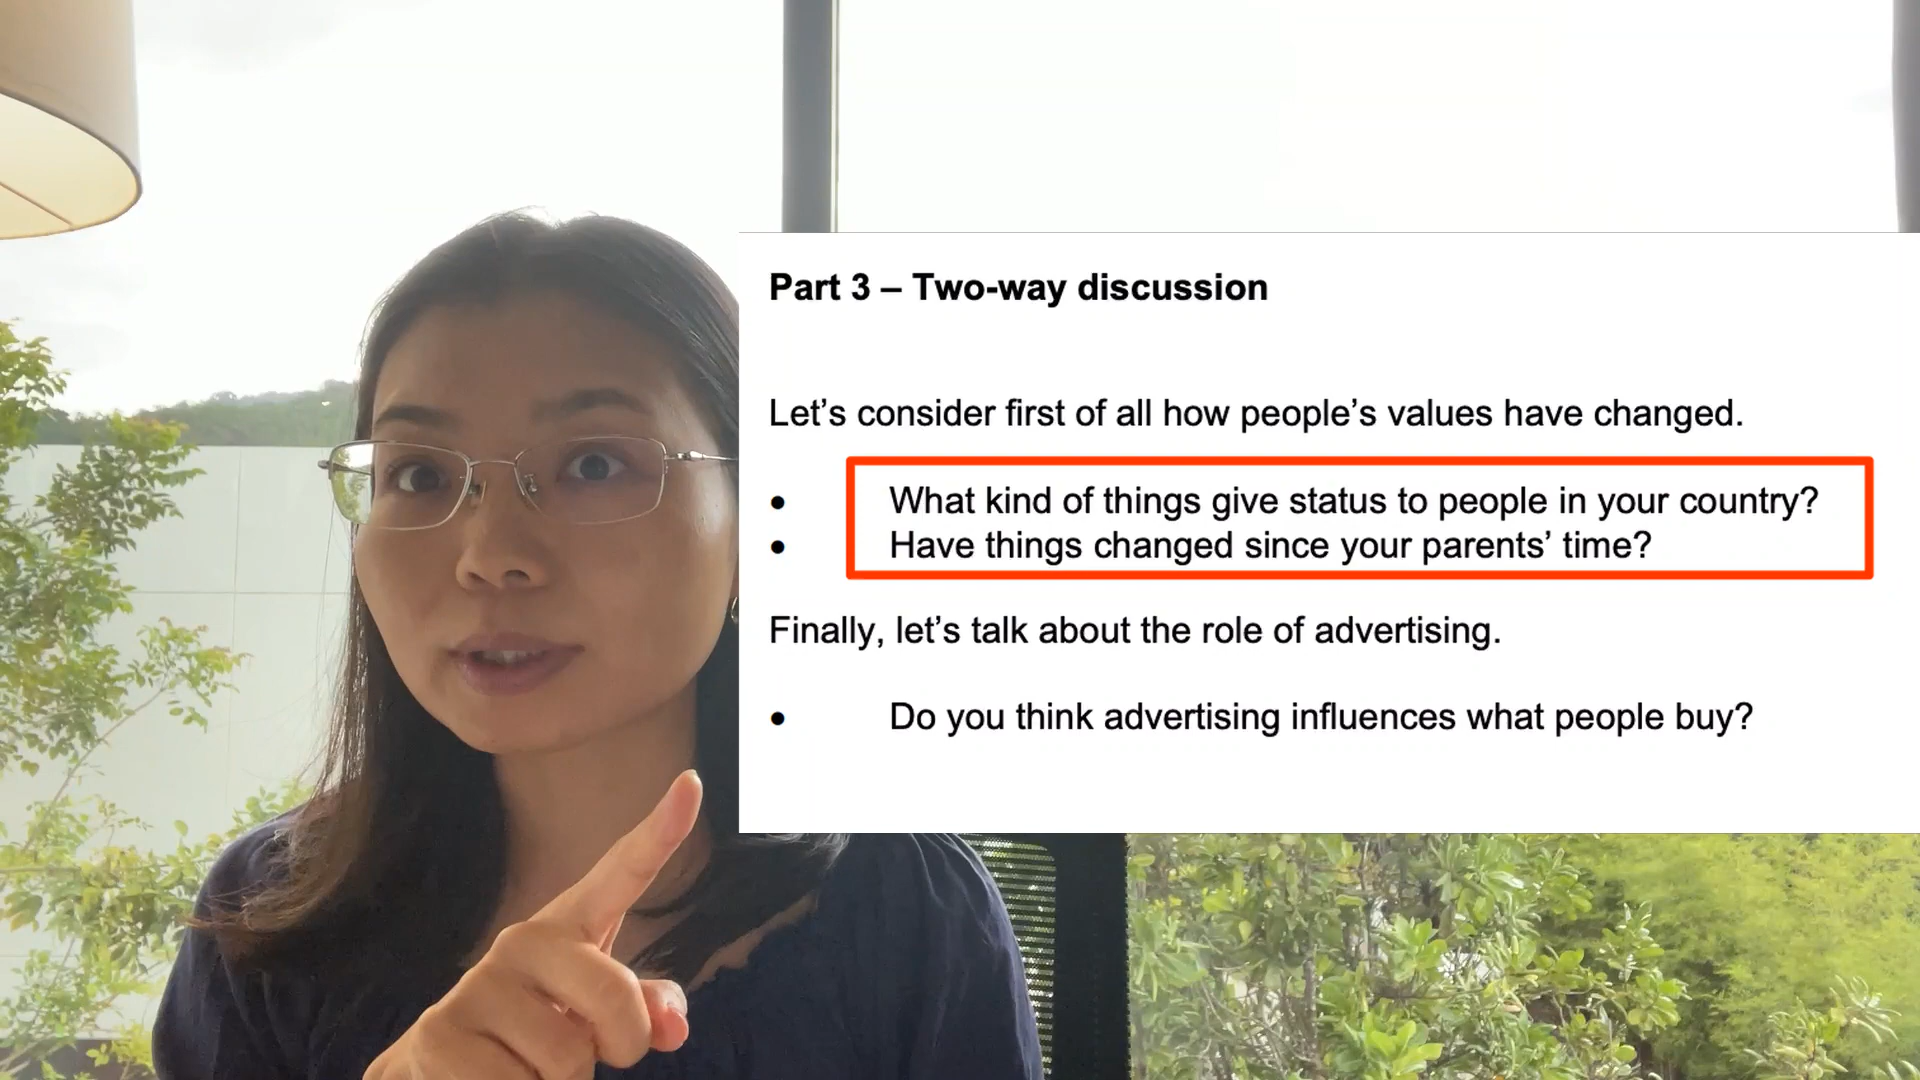 Part 3 – Two-way discussion
Let’s consider first of all how people’s values have changed.
• What kind of things give status to people in your country?
• Have things changed since your parents’ time?
Finally, let’s talk about the role of advertising.
• Do you think advertising influences what people buy?